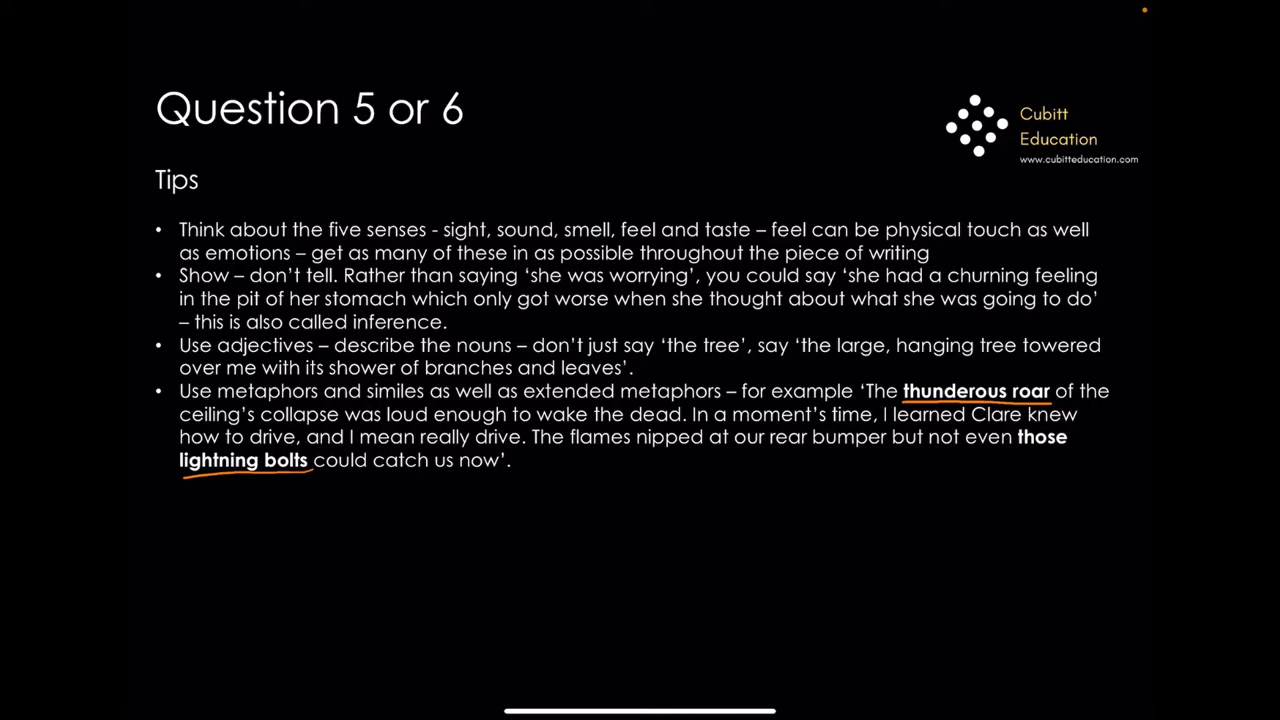 Question 5 or 6
Cubitt
Education
www.cubitteducation.com
Tips
• Think about the five senses - sight, sound, smell, feel and taste – feel can be physical touch as well
as emotions – get as many of these in as possible throughout the piece of writing
• Show – don't tell. Rather than saying 'she was worrying', you could say 'she had a churning feeling
in the pit of her stomach which only got worse when she thought about what she was going to do'
– this is also called inference.
• Use adjectives – describe the nouns – don't just say 'the tree', say 'the large, hanging tree towered
over me with its shower of branches and leaves'.
• Use metaphors and similes as well as extended metaphors – for example 'The thunderous roar of the
ceiling's collapse was loud enough to wake the dead. In a moment's time, I learned Clare knew
how to drive, and I mean really drive. The flames nipped at our rear bumper but not even those
lightning bolts could catch us now'.